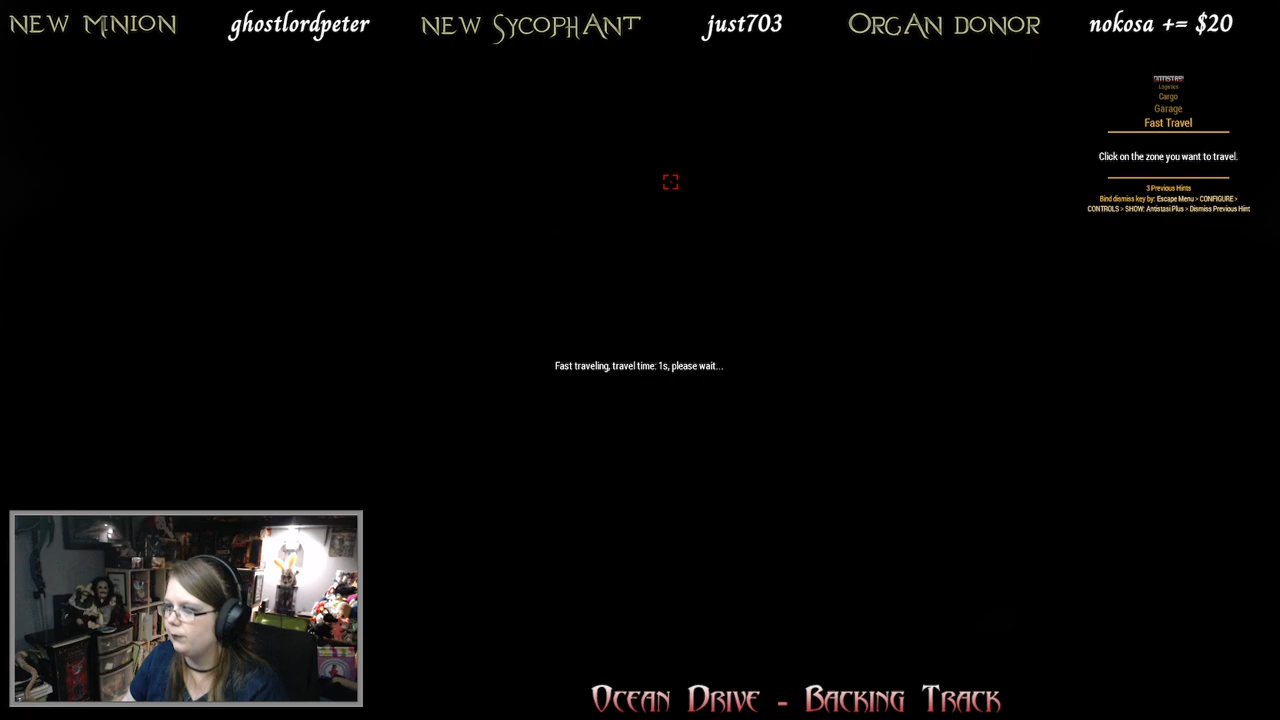 NEW MINION
ghostlordpeter
NEW SYCOPHANT
just703
ORGAN DONOR
nokosa += $20
ANTISTASI
Logistics
Cargo
Garage
Fast Travel
Click on the zone you want to travel.
3 Previous Hints
Bind dismiss key by: Escape Menu > CONFIGURE >
CONTROLS > SHOW: Antistasi Plus > Dismiss Previous Hint
Fast traveling, travel time: 1s, please wait...
OCEAN DRIVE - BACKING TRACK